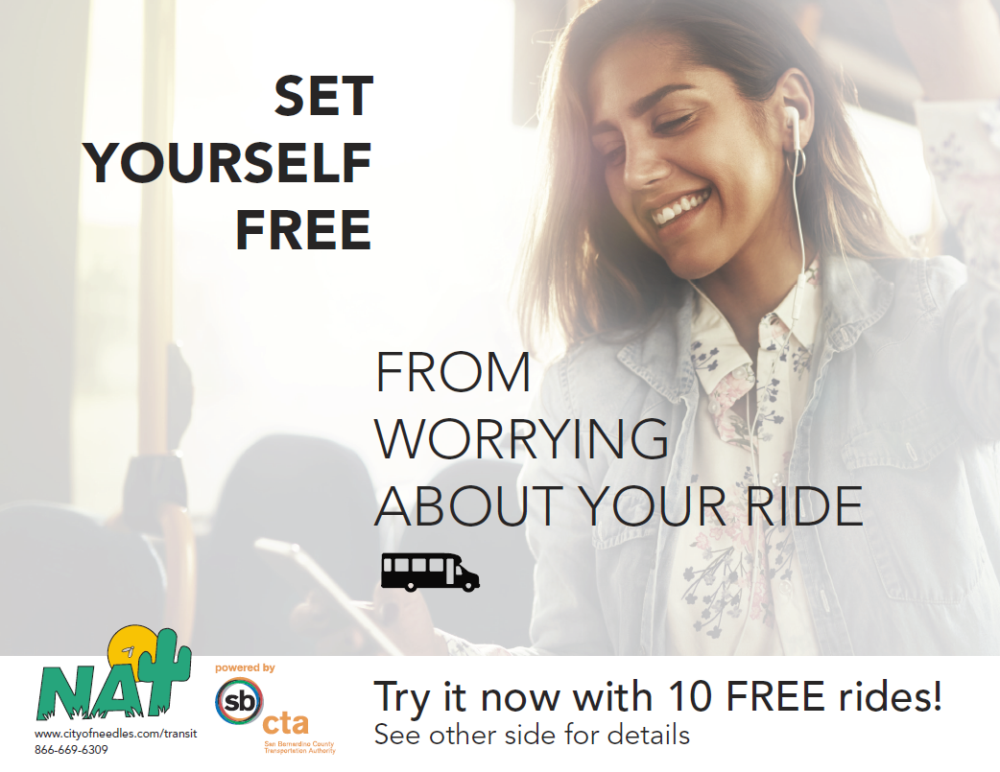 SET
YOURSELF
FREE
FROM
WORRYING
ABOUT YOUR RIDE
NAT
www.cityofneedles.com/transit
866-669-6309
powered by
sb
cta
San Bernardino County
Transportation Authority
Try it now with 10 FREE rides!
See other side for details